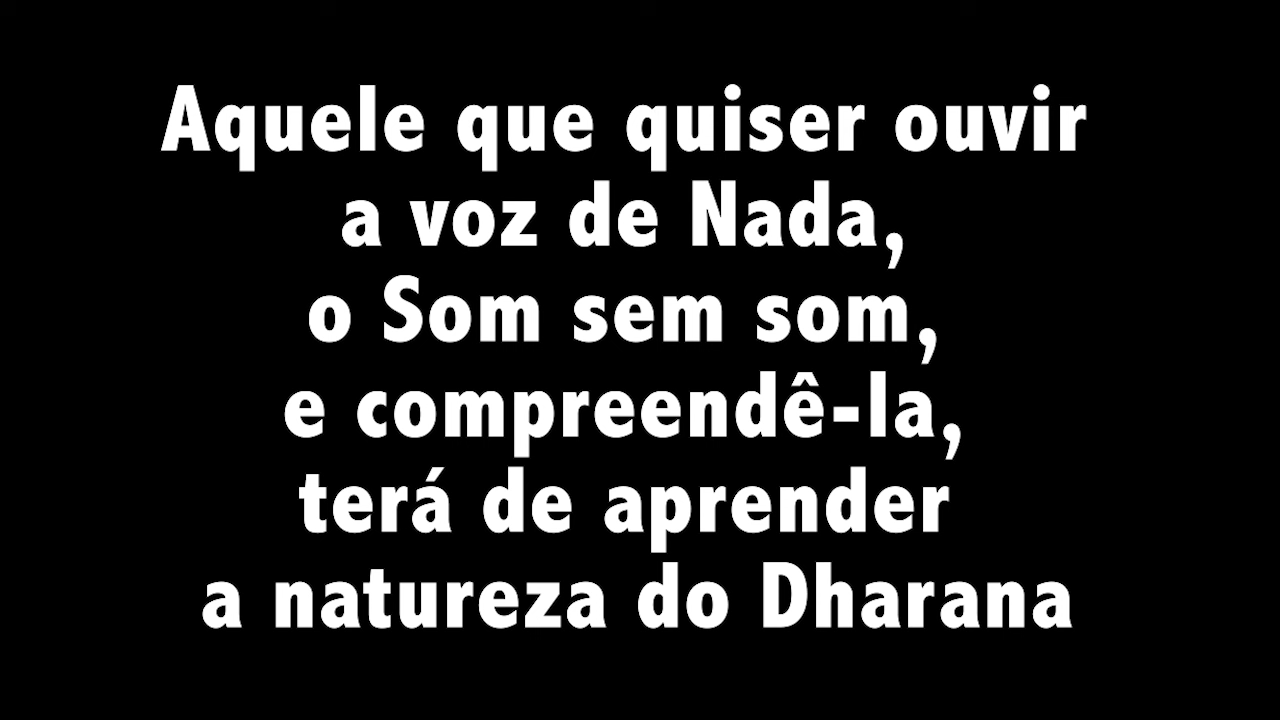 Aquele que quiser ouvir
a voz de Nada,
o Som sem som,
e compreendê-la,
terá de aprender
a natureza do Dharana